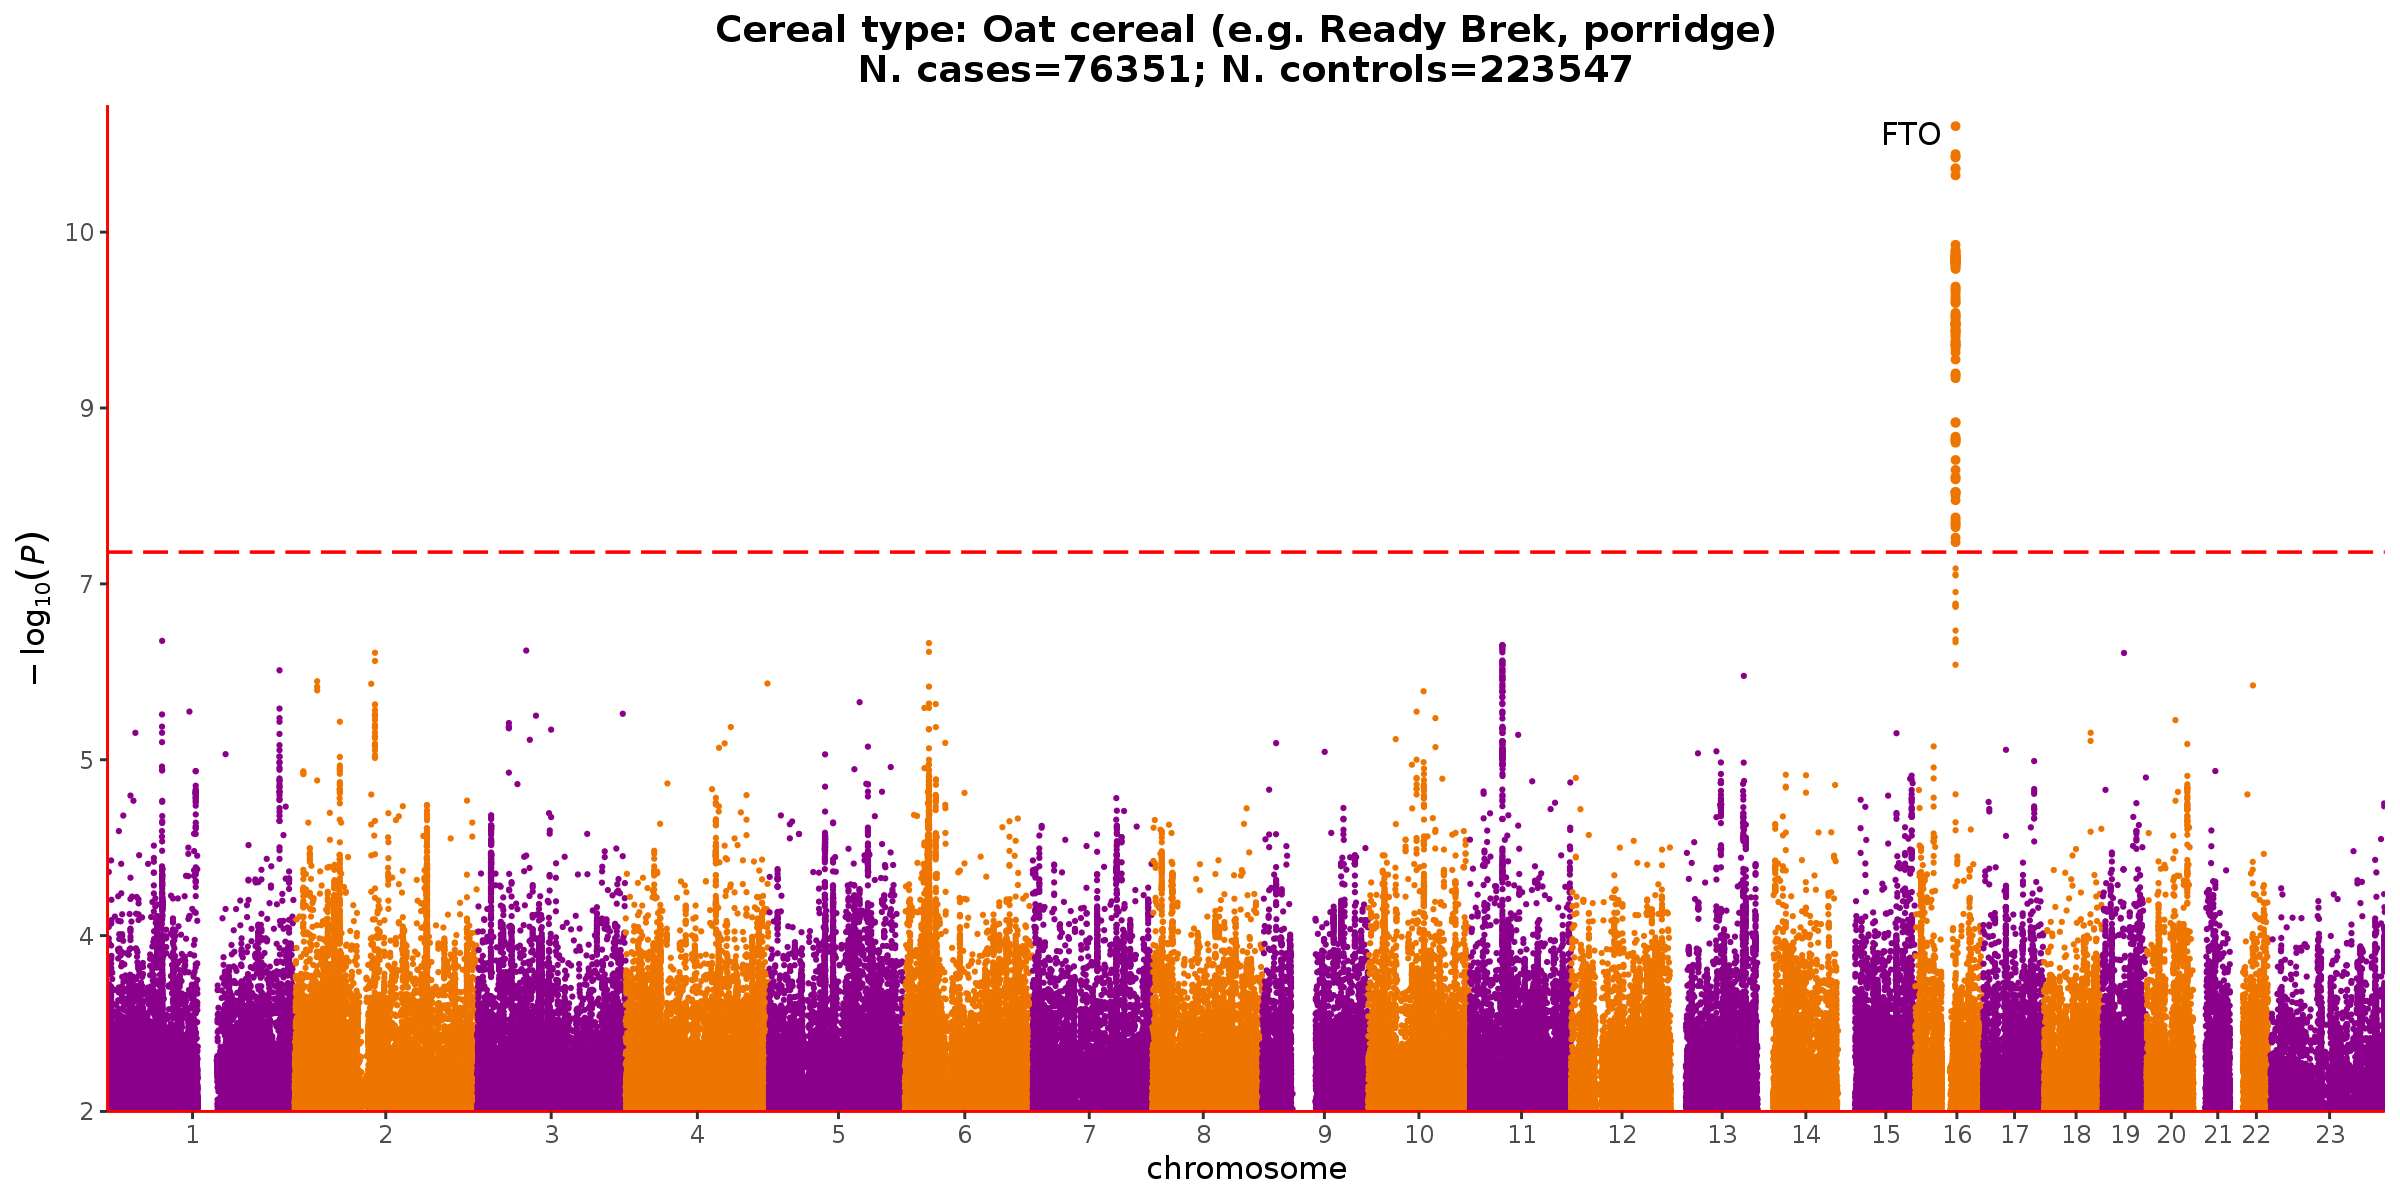 Cereal type: Oat cereal (e.g. Ready Brek, porridge)
N. cases=76351; N. controls=223547
FTO
10
9
7
5
4
2
−log10(P)
1 2 3 4 5 6 7 8 9 10 11 12 13 14 15 16 17 18 19 20 21 22 23
chromosome